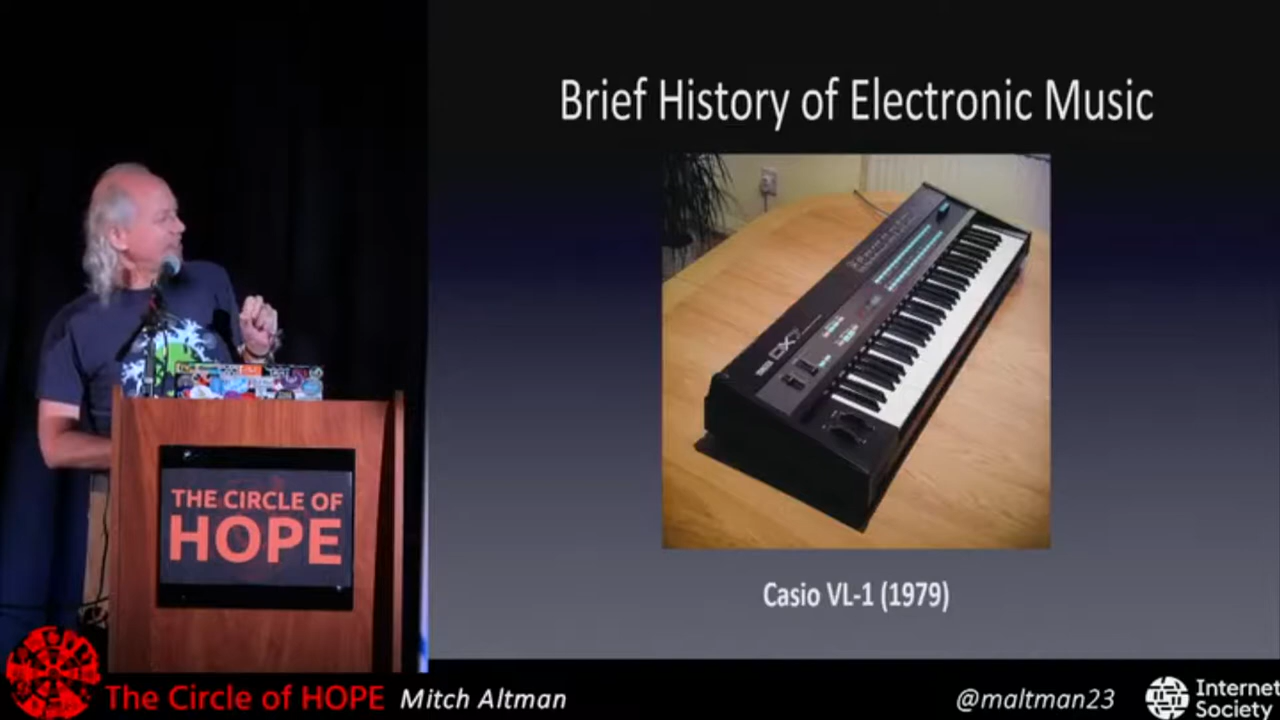 Brief History of Electronic Music
DX7
Casio VL-1 (1979)
THE CIRCLE OF
HOPE
The Circle of HOPE
Mitch Altman
@maltman23
Internet
Society